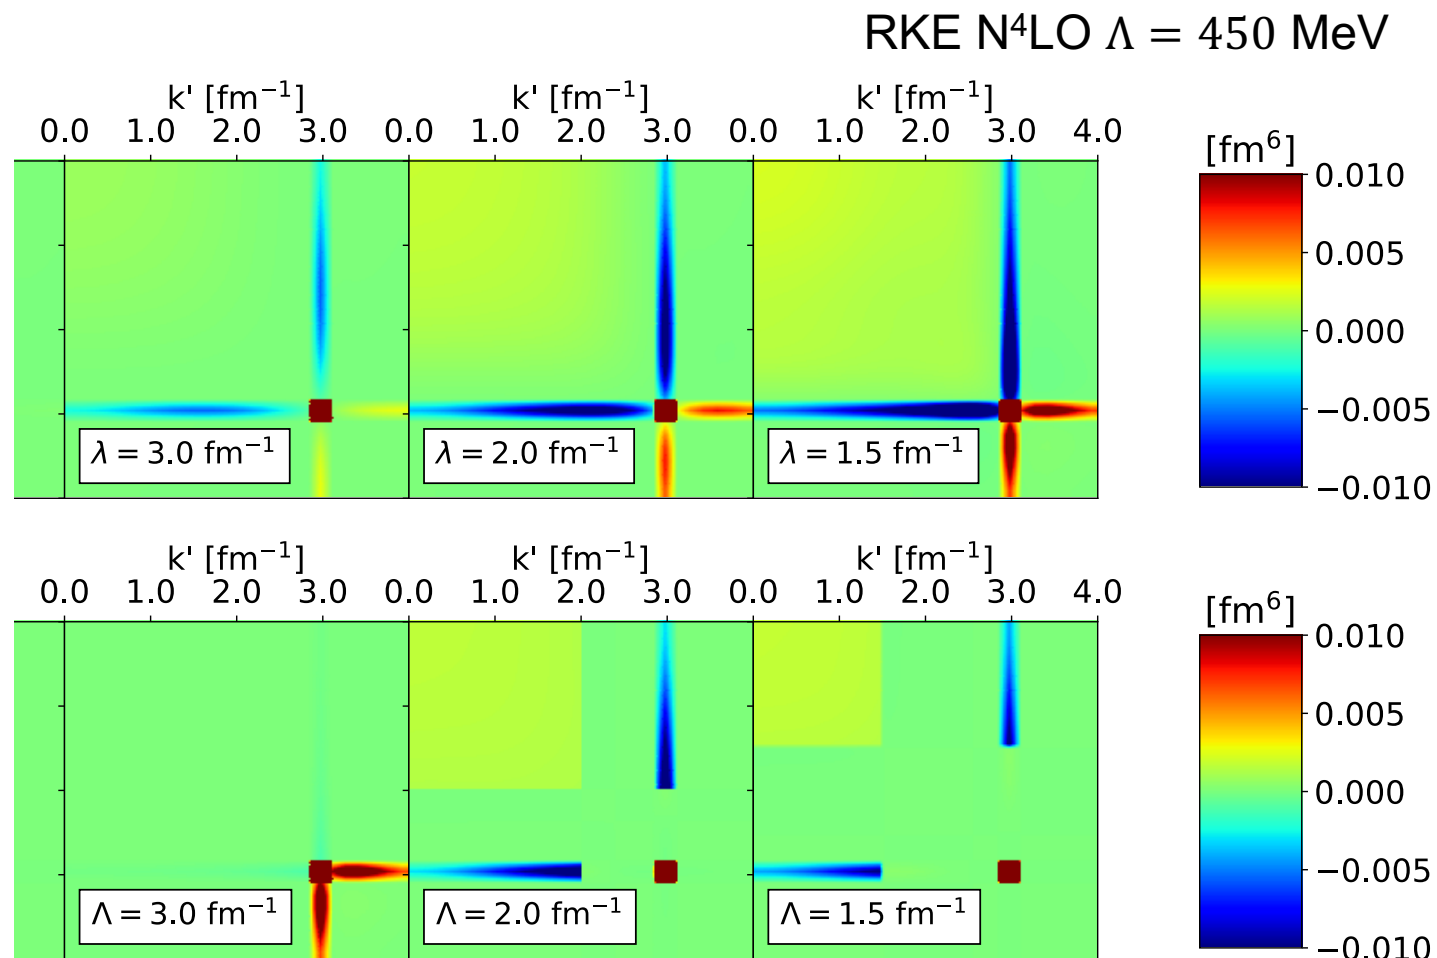 RKE N⁴LO Λ = 450 MeV
k' [fm⁻¹] k' [fm⁻¹] k' [fm⁻¹]
0.0 1.0 2.0 3.0 0.0 1.0 2.0 3.0 0.0 1.0 2.0 3.0 4.0
[fm⁶]
0.010
0.005
0.000
−0.005
−0.010
λ = 3.0 fm⁻¹ λ = 2.0 fm⁻¹ λ = 1.5 fm⁻¹
k' [fm⁻¹] k' [fm⁻¹] k' [fm⁻¹]
0.0 1.0 2.0 3.0 0.0 1.0 2.0 3.0 0.0 1.0 2.0 3.0 4.0
[fm⁶]
0.010
0.005
0.000
−0.005
−0.010
Λ = 3.0 fm⁻¹ Λ = 2.0 fm⁻¹ Λ = 1.5 fm⁻¹